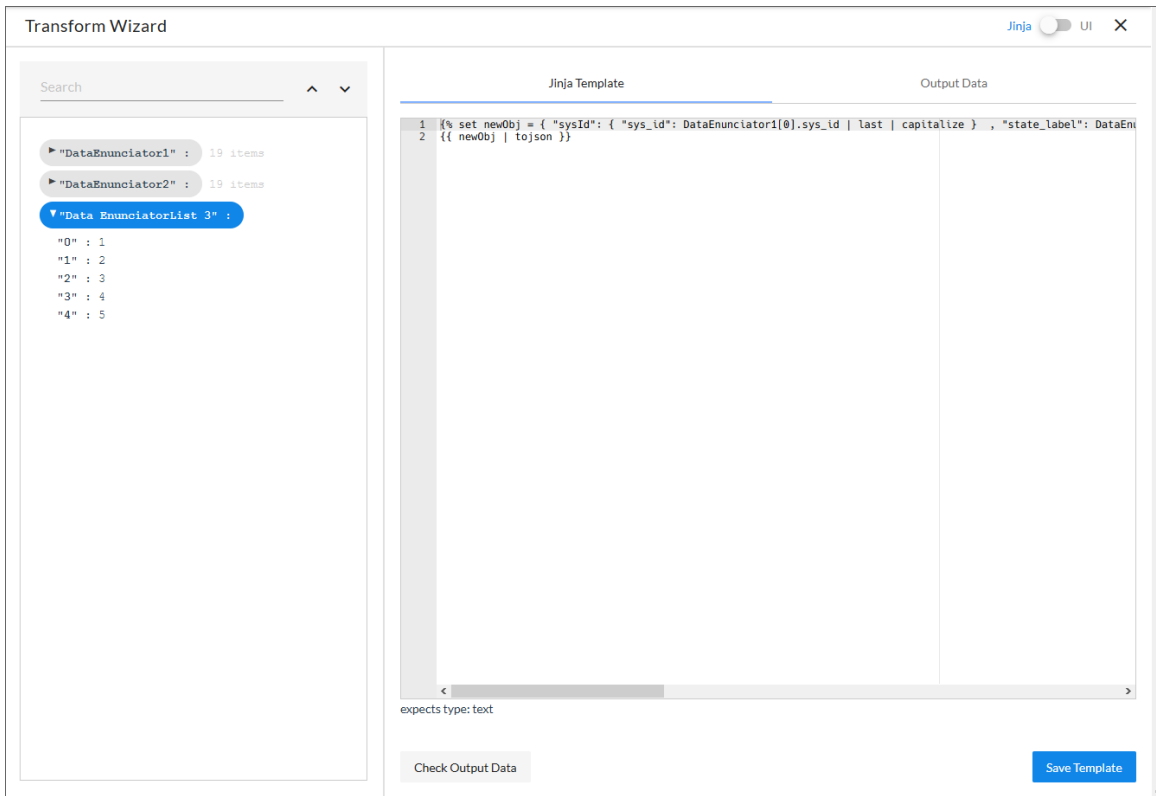 Transform Wizard
Jinja UI
Search
Jinja Template
Output Data
"DataEnunciator1" : 19 items
"DataEnunciator2" : 19 items
"Data EnunciatorList 3" :
"0" : 1
"1" : 2
"2" : 3
"3" : 4
"4" : 5
1 {% set newObj = { "sysId": { "sys_id": DataEnunciator1[0].sys_id | last | capitalize } , "state_label": DataEnu
2 {{ newObj | tojson }}
expects type: text
Check Output Data
Save Template